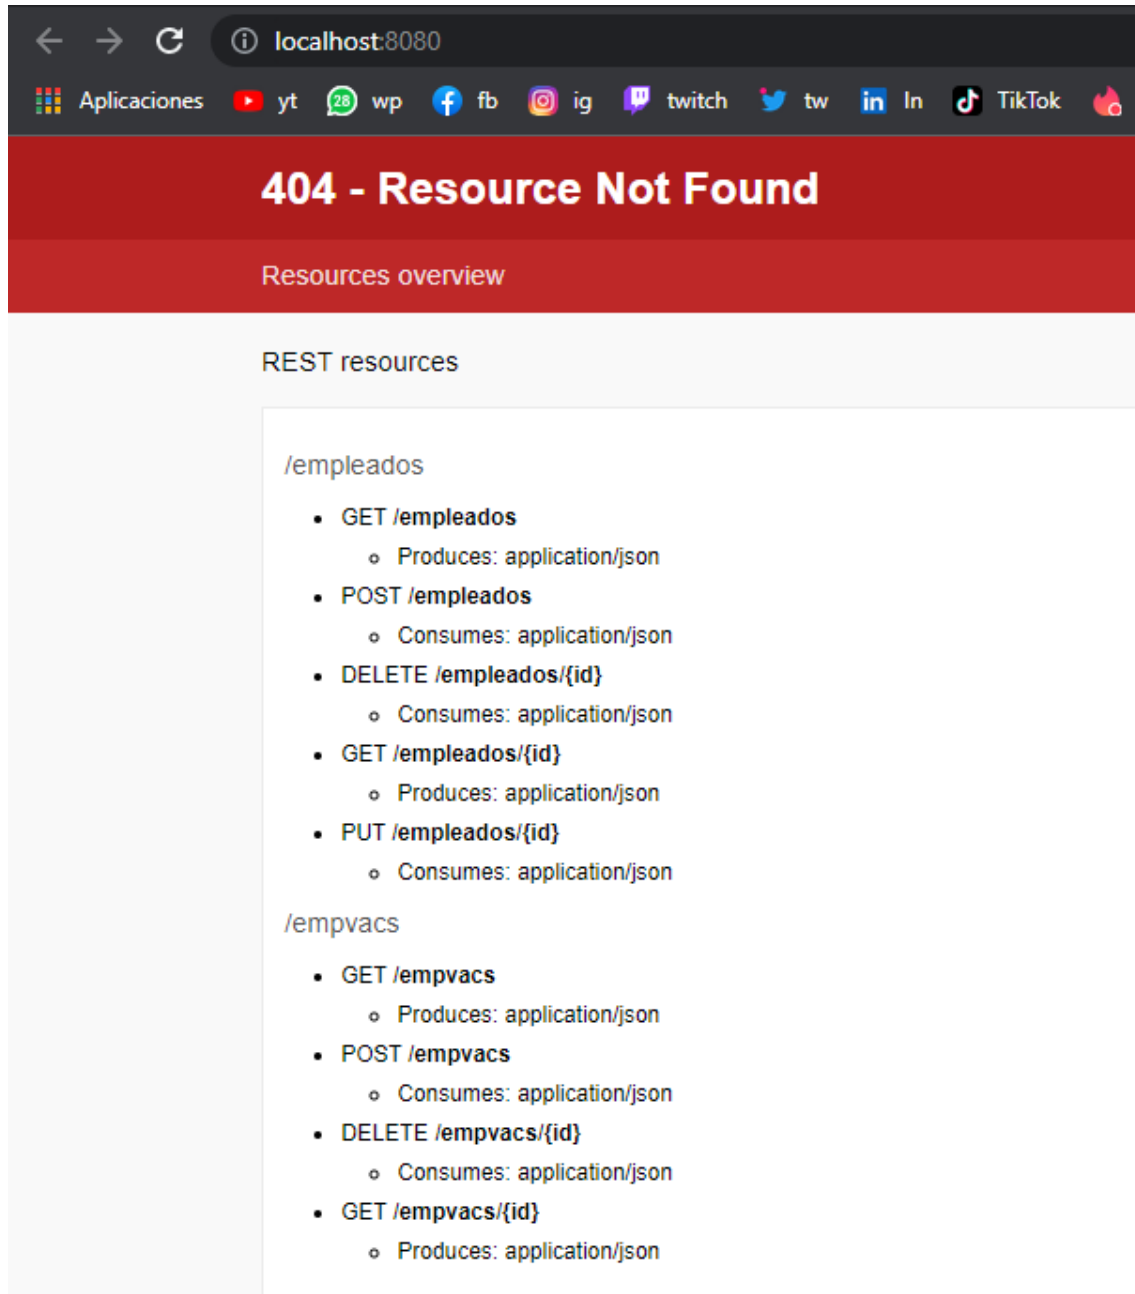 localhost:8080
Aplicaciones yt 28 wp fb ig twitch tw in In TikTok
404 - Resource Not Found
Resources overview
REST resources
/empleados
GET /empleados
Produces: application/json
POST /empleados
Consumes: application/json
DELETE /empleados/{id}
Consumes: application/json
GET /empleados/{id}
Produces: application/json
PUT /empleados/{id}
Consumes: application/json
/empvacs
GET /empvacs
Produces: application/json
POST /empvacs
Consumes: application/json
DELETE /empvacs/{id}
Consumes: application/json
GET /empvacs/{id}
Produces: application/json